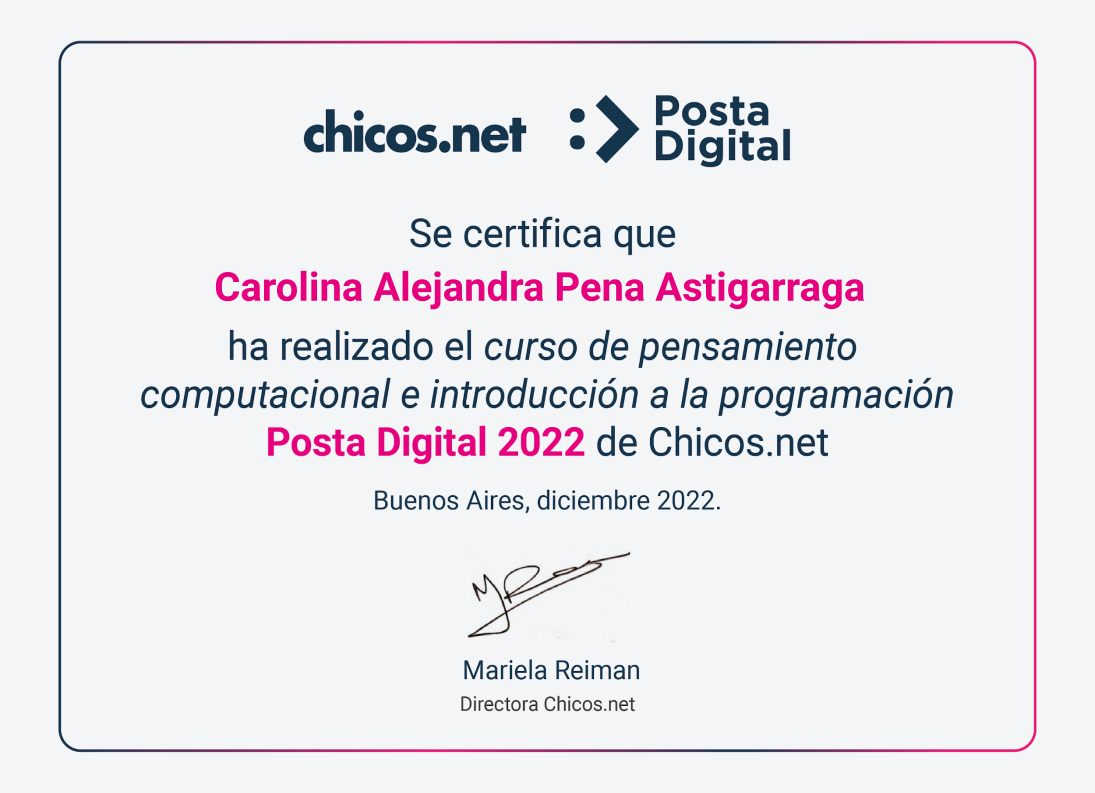 chicos.net
Posta
Digital
Se certifica que
Carolina Alejandra Pena Astigarraga
ha realizado el curso de pensamiento
computacional e introducción a la programación
Posta Digital 2022 de Chicos.net
Buenos Aires, diciembre 2022.
Mariela Reiman
Directora Chicos.net